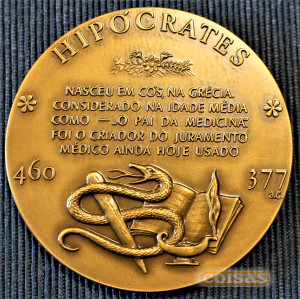 HIPÓCRATES
NASCEU EM CÓS, NA GRÉCIA.
CONSIDERADO NA IDADE MÉDIA
COMO — „O PAI DA MEDICINA”
FOI O CRIADOR DO JURAMENTO
MÉDICO AINDA HOJE USADO
460
377
a.C.
coisas